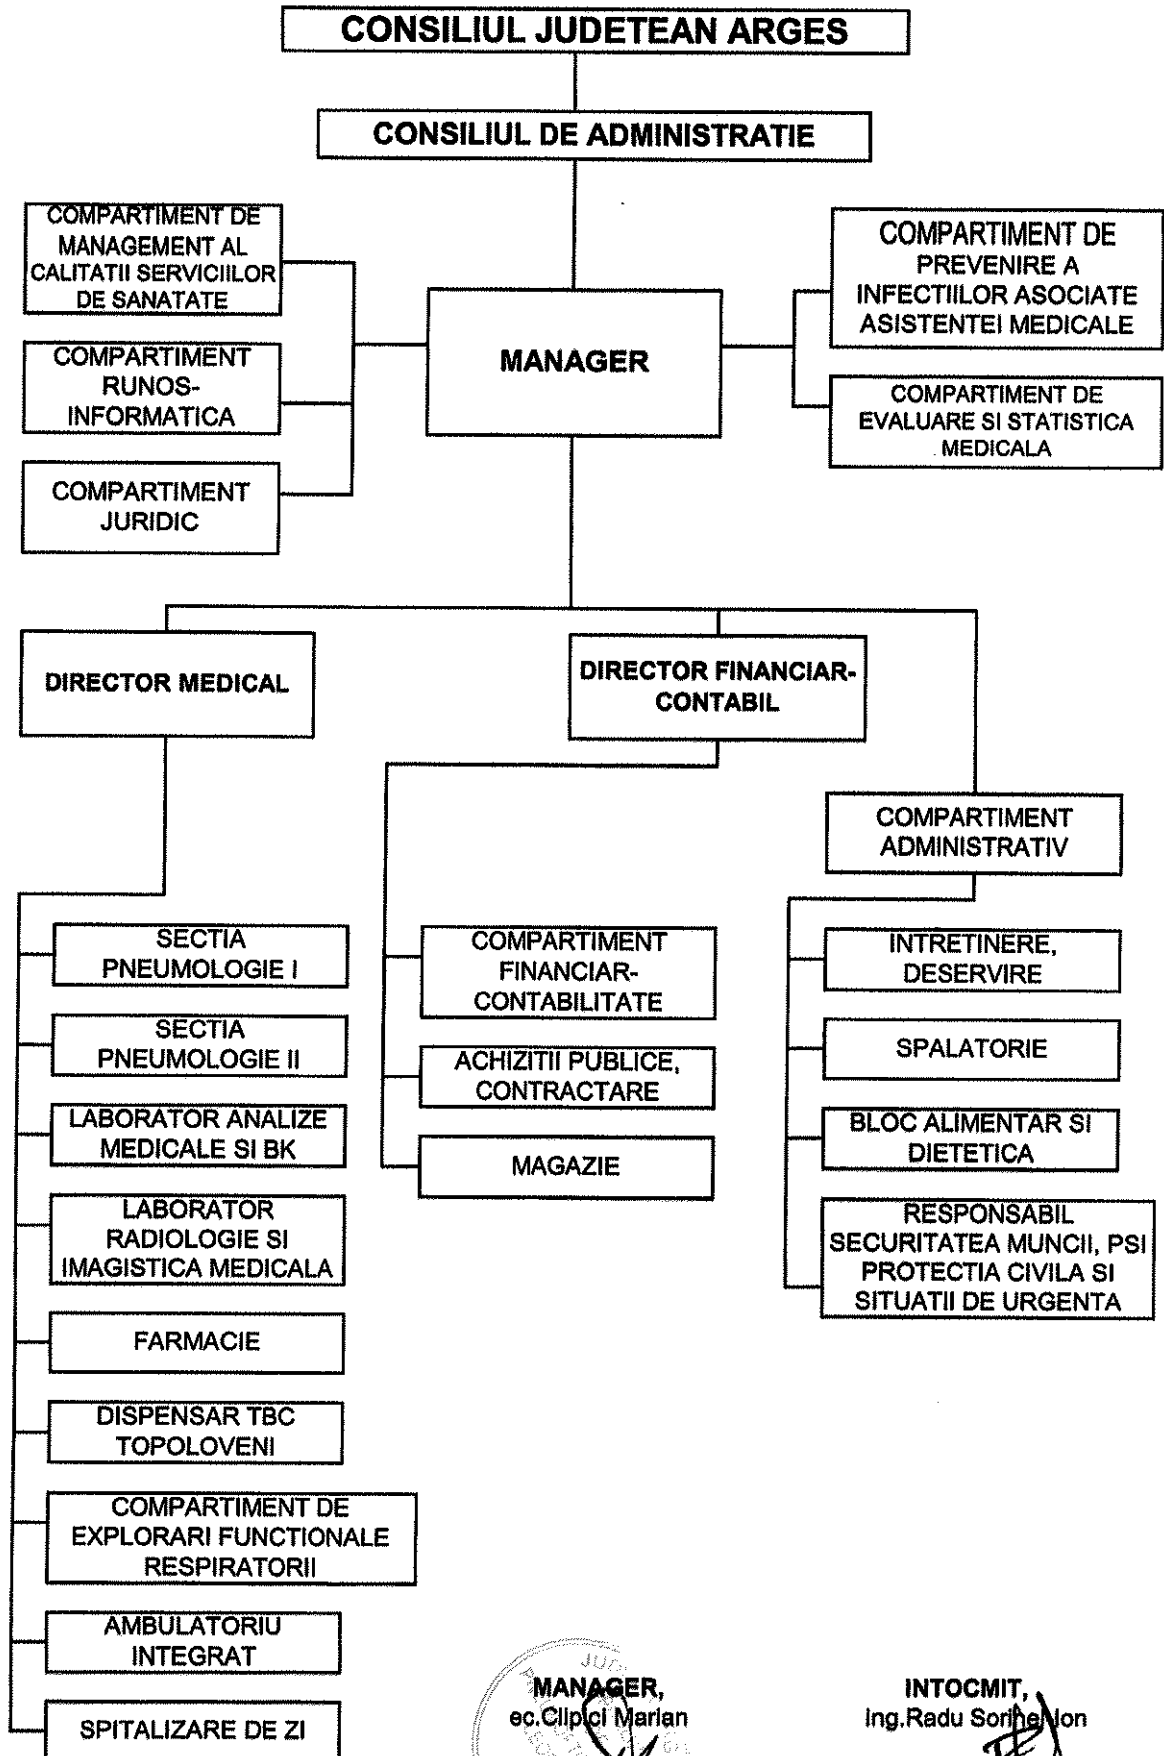 CONSILIUL JUDETEAN ARGES
CONSILIUL DE ADMINISTRATIE
COMPARTIMENT DE
MANAGEMENT AL
CALITATII SERVICIILOR
DE SANATATE
COMPARTIMENT
RUNOS-
INFORMATICA
COMPARTIMENT
JURIDIC
MANAGER
COMPARTIMENT DE
PREVENIRE A
INFECTIILOR ASOCIATE
ASISTENTEI MEDICALE
COMPARTIMENT DE
EVALUARE SI STATISTICA
MEDICALA
DIRECTOR MEDICAL
DIRECTOR FINANCIAR-
CONTABIL
COMPARTIMENT
ADMINISTRATIV
SECTIA
PNEUMOLOGIE I
SECTIA
PNEUMOLOGIE II
LABORATOR ANALIZE
MEDICALE SI BK
LABORATOR
RADIOLOGIE SI
IMAGISTICA MEDICALA
FARMACIE
DISPENSAR TBC
TOPOLOVENI
COMPARTIMENT DE
EXPLORARI FUNCTIONALE
RESPIRATORII
AMBULATORIU
INTEGRAT
SPITALIZARE DE ZI
COMPARTIMENT
FINANCIAR-
CONTABILITATE
ACHIZITII PUBLICE,
CONTRACTARE
MAGAZIE
INTRETINERE,
DESERVIRE
SPALATORIE
BLOC ALIMENTAR SI
DIETETICA
RESPONSABIL
SECURITATEA MUNCII, PSI
PROTECTIA CIVILA SI
SITUATII DE URGENTA
MANAGER,
ec.Clipici Marian
INTOCMIT,
Ing.Radu Sorinel Ion